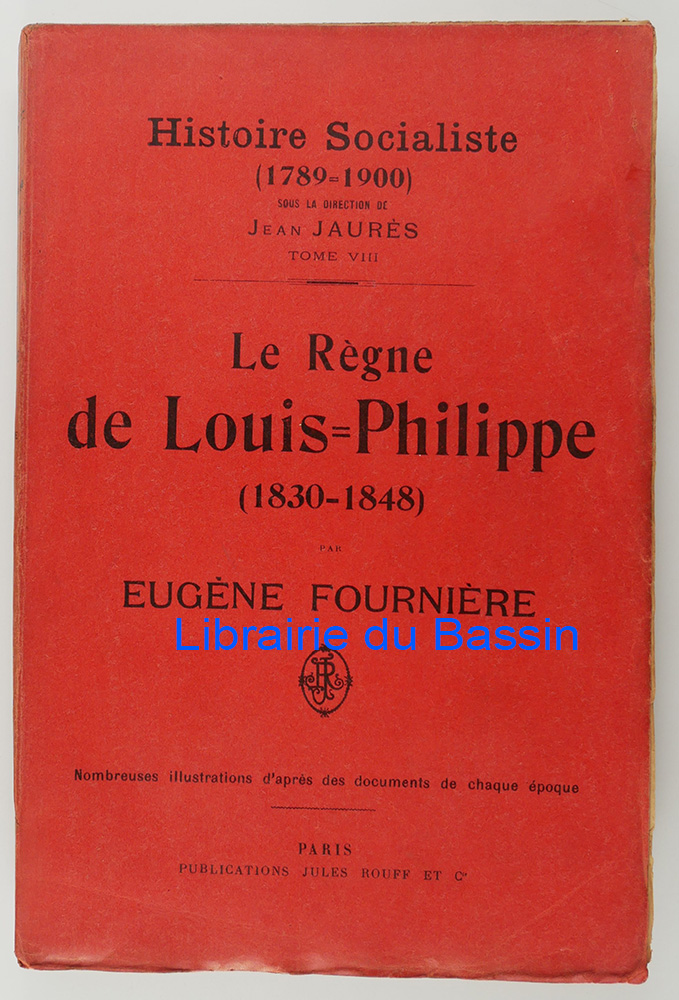 Histoire Socialiste
(1789=1900)
SOUS LA DIRECTION DE
JEAN JAURÈS
TOME VIII
Le Règne
de Louis=Philippe
(1830-1848)
PAR
EUGÈNE FOURNIÈRE
Librairie du Bassin
JR
Nombreuses illustrations d'après des documents de chaque époque
PARIS
PUBLICATIONS JULES ROUFF ET Cie